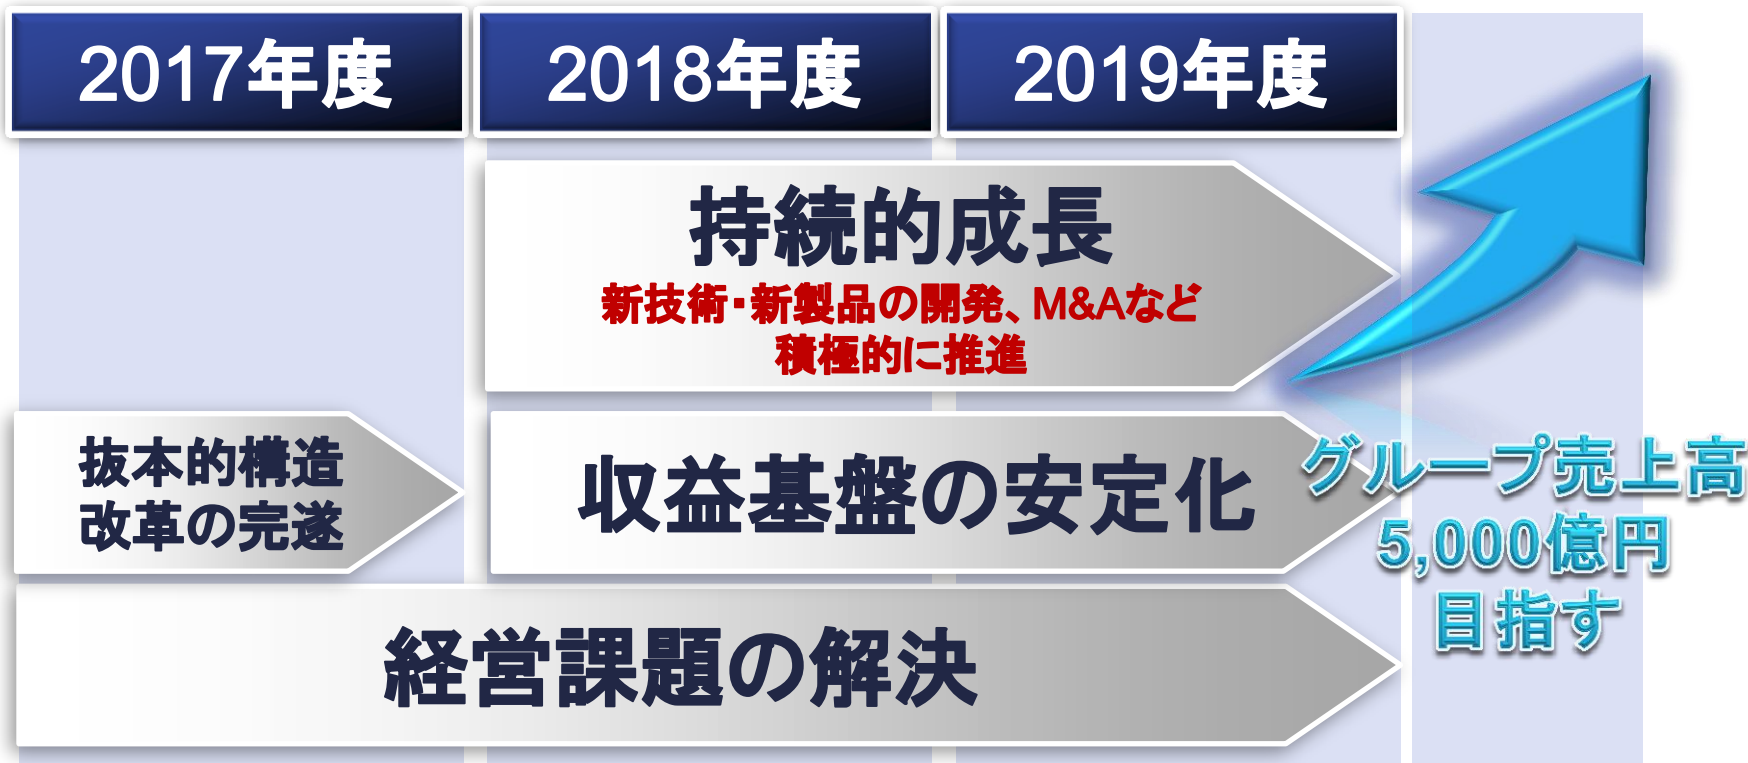 2017年度
2018年度
2019年度
持続的成長
新技術・新製品の開発、M&Aなど
積極的に推進
抜本的構造
改革の完遂
収益基盤の安定化
グループ売上高
5,000億円
目指す
経営課題の解決